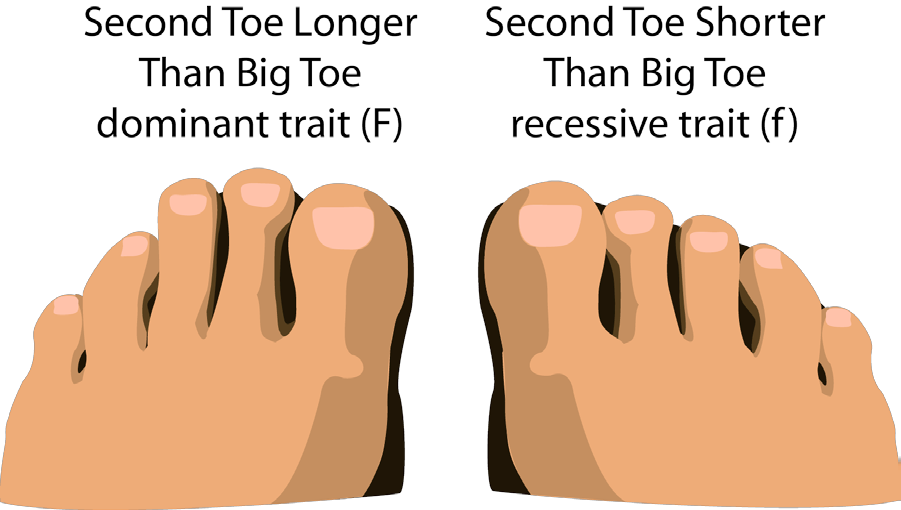 Second Toe Longer
Than Big Toe
dominant trait (F)
Second Toe Shorter
Than Big Toe
recessive trait (f)